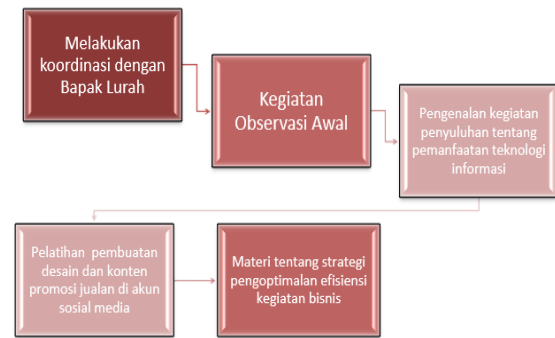 Melakukan
koordinasi dengan
Bapak Lurah
Kegiatan
Observasi Awal
Pengenalan kegiatan
penyuluhan tentang
pemanfaatan teknologi
informasi
Pelatihan pembuatan
desain dan konten
promosi jualan di akun
sosial media
Materi tentang strategi
pengoptimalan efisiensi
kegiatan bisnis